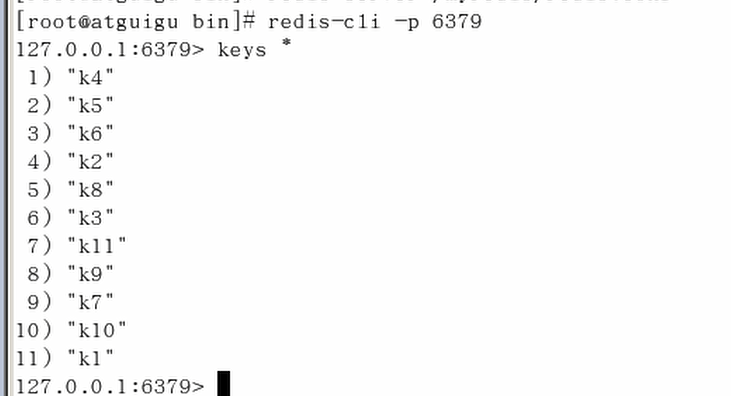 [root@atguigu bin]# redis-cli -p 6379
127.0.0.1:6379> keys *
1) "k4"
2) "k5"
3) "k6"
4) "k2"
5) "k8"
6) "k3"
7) "k11"
8) "k9"
9) "k7"
10) "k10"
11) "k1"
127.0.0.1:6379>